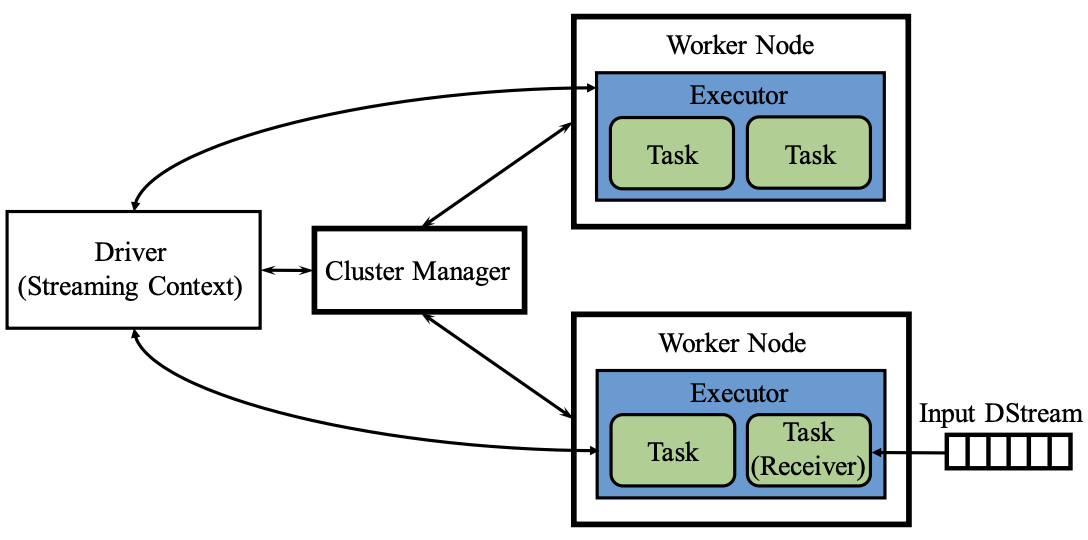 Worker Node
Executor
Task
Task
Driver
(Streaming Context)
Cluster Manager
Worker Node
Executor
Task
Task
(Receiver)
Input DStream